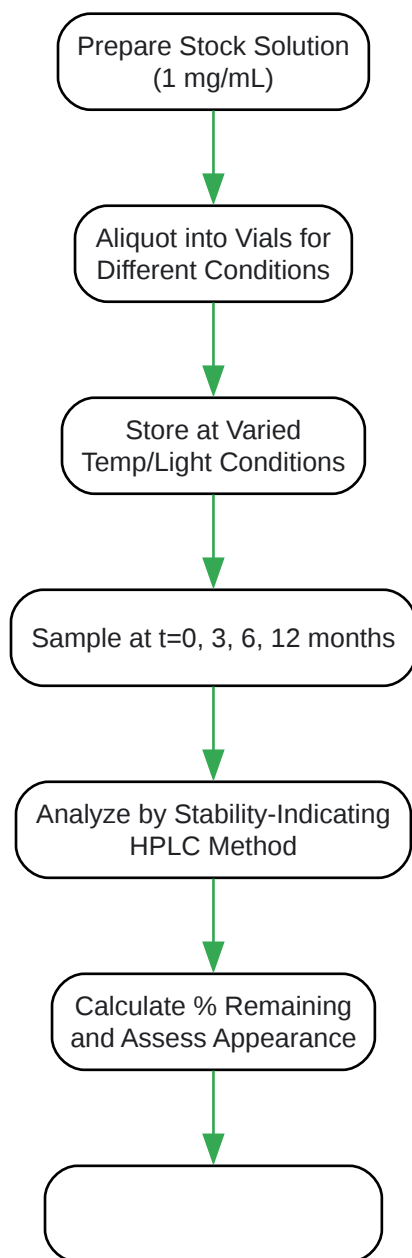 Prepare Stock Solution
(1 mg/mL)
Aliquot into Vials for
Different Conditions
Store at Varied
Temp/Light Conditions
Sample at t=0, 3, 6, 12 months
Analyze by Stability-Indicating
HPLC Method
Calculate % Remaining
and Assess Appearance